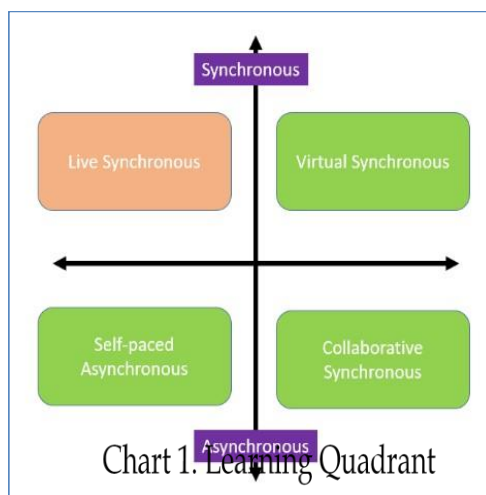 Synchronous
Live Synchronous
Virtual Synchronous
Self-paced
Asynchronous
Collaborative
Synchronous
Asynchronous
Chart 1. Learning Quadrant